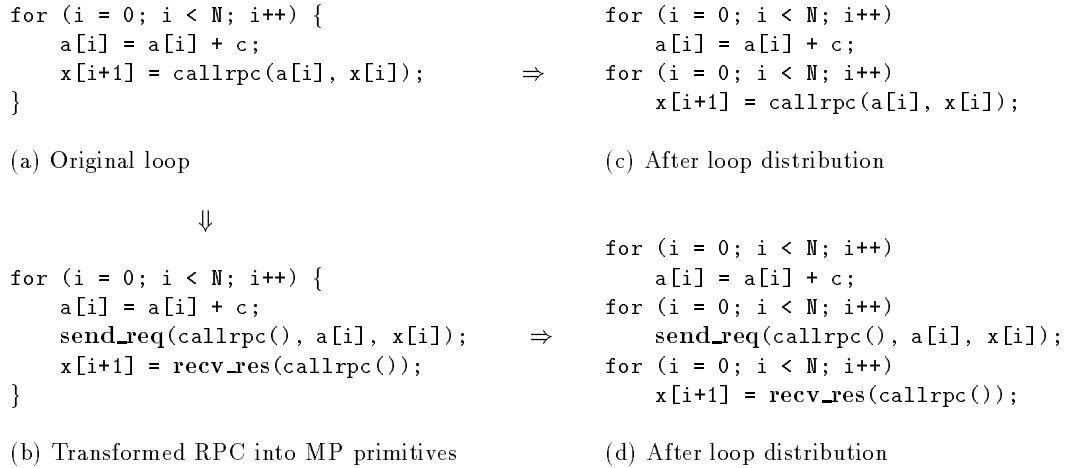 for (i = 0; i < N; i++) {
    a[i] = a[i] + c;
    x[i+1] = callrpc(a[i], x[i]);
}
(a) Original loop
⇒
for (i = 0; i < N; i++)
    a[i] = a[i] + c;
for (i = 0; i < N; i++)
    x[i+1] = callrpc(a[i], x[i]);
(c) After loop distribution
⇓
for (i = 0; i < N; i++) {
    a[i] = a[i] + c;
    send_req(callrpc(), a[i], x[i]);
    x[i+1] = recv_res(callrpc());
}
(b) Transformed RPC into MP primitives
⇒
for (i = 0; i < N; i++)
    a[i] = a[i] + c;
for (i = 0; i < N; i++)
    send_req(callrpc(), a[i], x[i]);
for (i = 0; i < N; i++)
    x[i+1] = recv_res(callrpc());
(d) After loop distribution